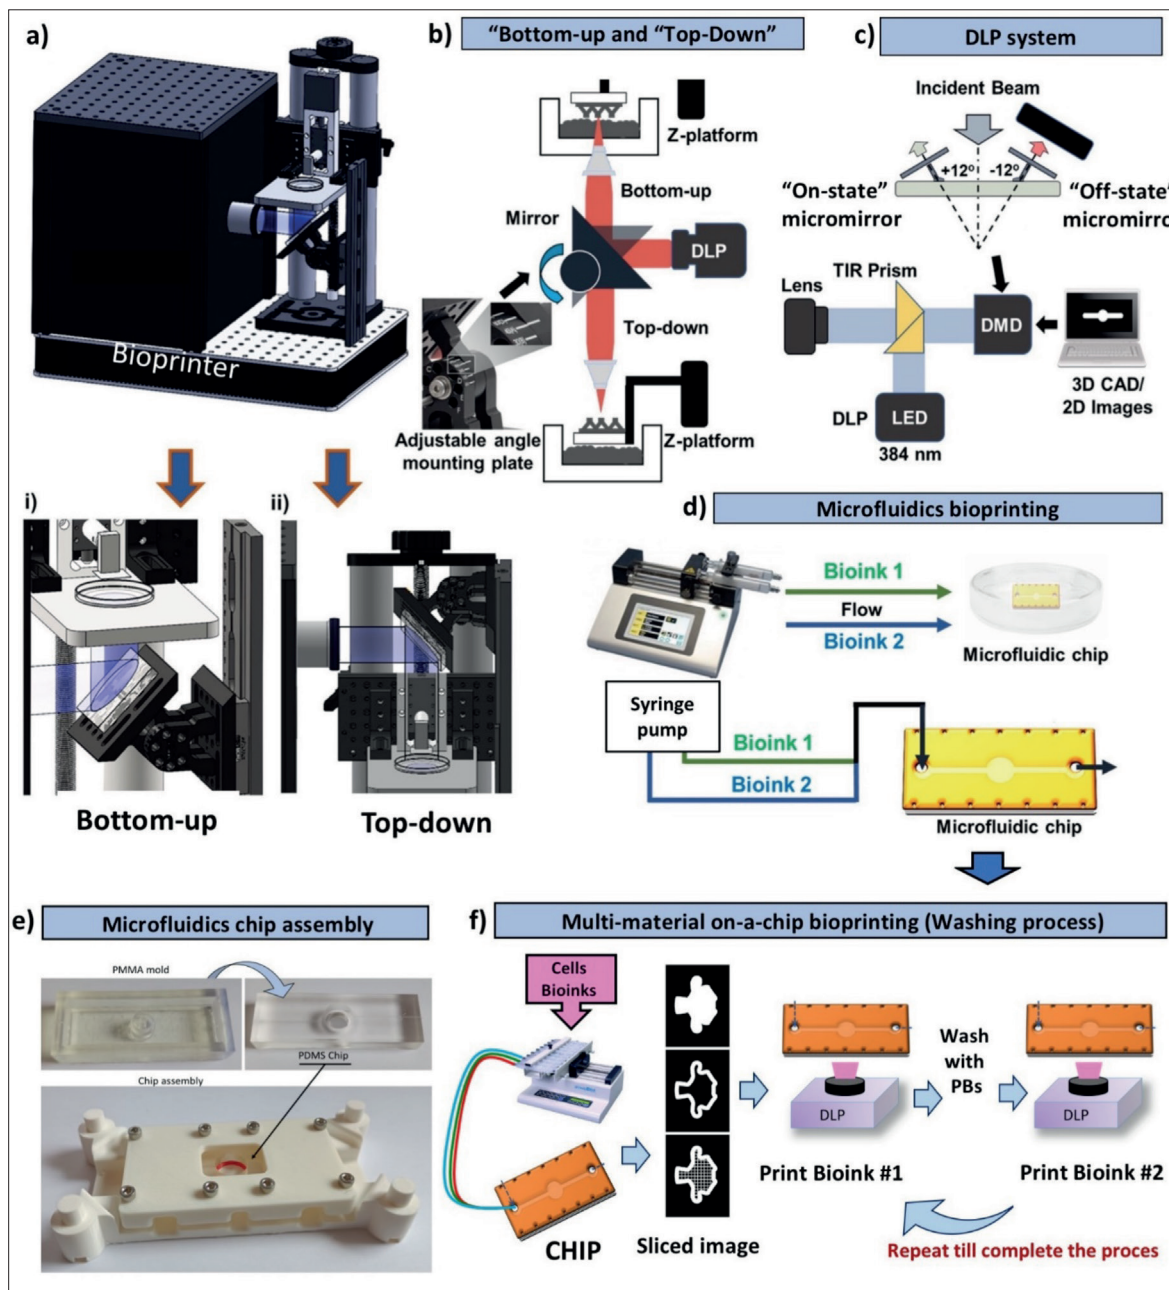 a)
Bioprinter
i)
Bottom-up
ii)
Top-down
b)
“Bottom-up and “Top-Down”
Z-platform
Bottom-up
Mirror
DLP
Top-down
Adjustable angle
mounting plate
Z-platform
c)
DLP system
Incident Beam
+12°
-12°
“On-state”
micromirror
“Off-state”
micromirro
TIR Prism
Lens
DMD
DLP
LED
384 nm
3D CAD/
2D Images
d)
Microfluidics bioprinting
Bioink 1
Flow
Bioink 2
Microfluidic chip
Syringe
pump
Bioink 1
Bioink 2
Microfluidic chip
e)
Microfluidics chip assembly
PMMA mold
PDMS Chip
Chip assembly
f)
Multi-material on-a-chip bioprinting (Washing process)
Cells
Bioinks
CHIP
Sliced image
DLP
Print Bioink #1
Wash
with
PBs
DLP
Print Bioink #2
Repeat till complete the proces